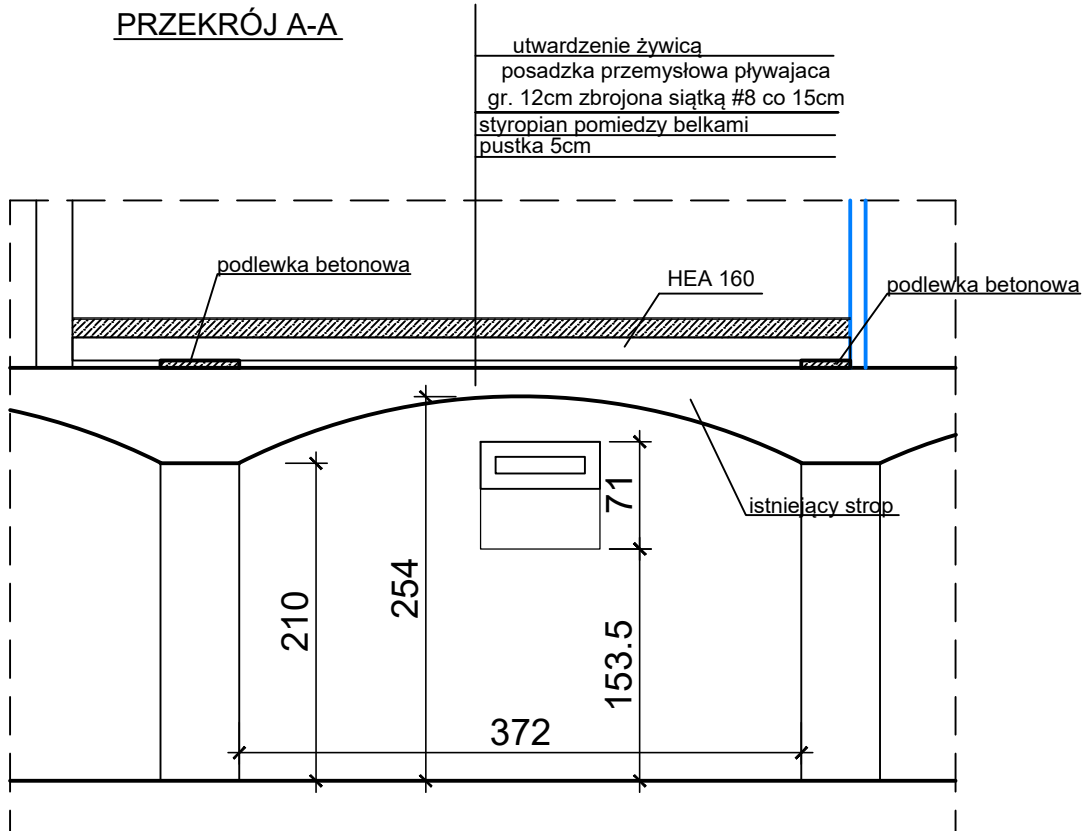 PRZEKRÓJ A-A
utwardzenie żywicą
posadzka przemysłowa pływajaca
gr. 12cm zbrojona siątką #8 co 15cm
styropian pomiedzy belkami
pustka 5cm
podlewka betonowa
HEA 160
podlewka betonowa
istniejący strop
71
254
210
153.5
372